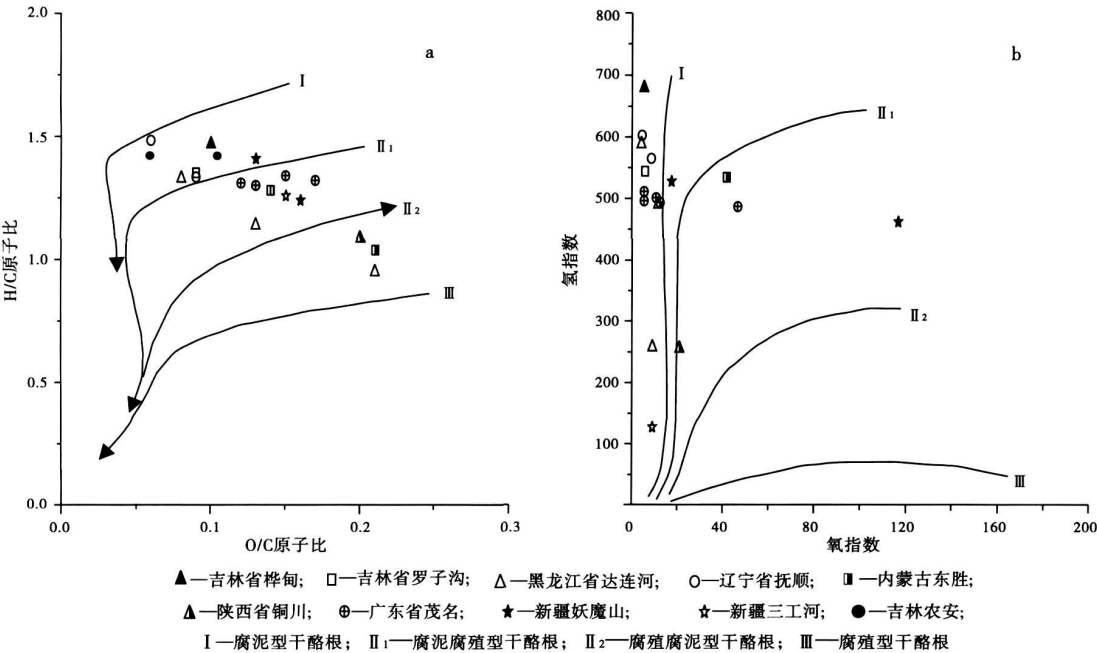 a
H/C原子比
2.0
1.5
1.0
0.5
0.0
0.0 0.1 0.2 0.3
O/C原子比
Ⅰ
Ⅱ1
Ⅱ2
Ⅲ
b
氢指数
800
700
600
500
400
300
200
100
0 40 80 120 160 200
氧指数
Ⅰ
Ⅱ1
Ⅱ2
Ⅲ
—吉林省桦甸; —吉林省罗子沟; —黑龙江省达连河; —辽宁省抚顺; —内蒙古东胜;
—陕西省铜川; —广东省茂名; —新疆妖魔山; —新疆三工河; —吉林农安;
Ⅰ—腐泥型干酪根; Ⅱ1—腐泥腐殖型干酪根; Ⅱ2—腐殖腐泥型干酪根; Ⅲ—腐殖型干酪根